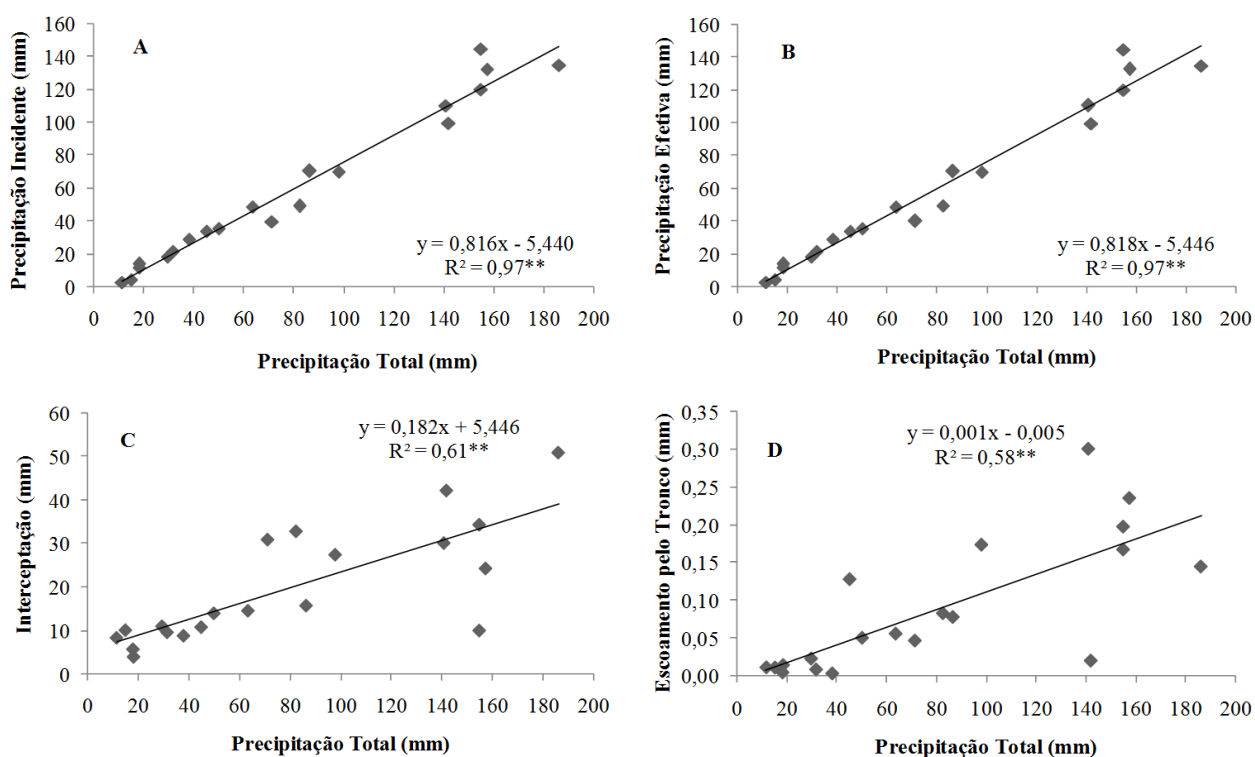 A
Precipitação Incidente (mm)
160
140
120
100
80
60
40
20
0
y = 0,816x - 5,440
R² = 0,97**
0 20 40 60 80 100 120 140 160 180 200
Precipitação Total (mm)
B
Precipitação Efetiva (mm)
160
140
120
100
80
60
40
20
0
y = 0,818x - 5,446
R² = 0,97**
0 20 40 60 80 100 120 140 160 180 200
Precipitação Total (mm)
C
Interceptação (mm)
60
50
40
30
20
10
0
y = 0,182x + 5,446
R² = 0,61**
0 20 40 60 80 100 120 140 160 180 200
Precipitação Total (mm)
D
Escoamento pelo Tronco (mm)
0,35
0,30
0,25
0,20
0,15
0,10
0,05
0,00
y = 0,001x - 0,005
R² = 0,58**
0 20 40 60 80 100 120 140 160 180 200
Precipitação Total (mm)